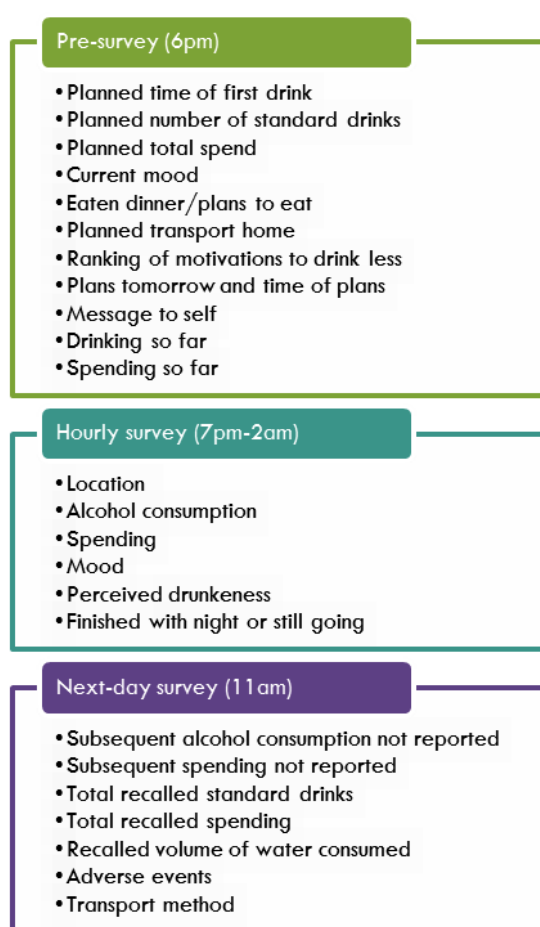 Pre-survey (6pm)
•Planned time of first drink
•Planned number of standard drinks
•Planned total spend
•Current mood
•Eaten dinner/plans to eat
•Planned transport home
•Ranking of motivations to drink less
•Plans tomorrow and time of plans
•Message to self
•Drinking so far
•Spending so far
Hourly survey (7pm-2am)
•Location
•Alcohol consumption
•Spending
•Mood
•Perceived drunkeness
•Finished with night or still going
Next-day survey (11am)
•Subsequent alcohol consumption not reported
•Subsequent spending not reported
•Total recalled standard drinks
•Total recalled spending
•Recalled volume of water consumed
•Adverse events
•Transport method